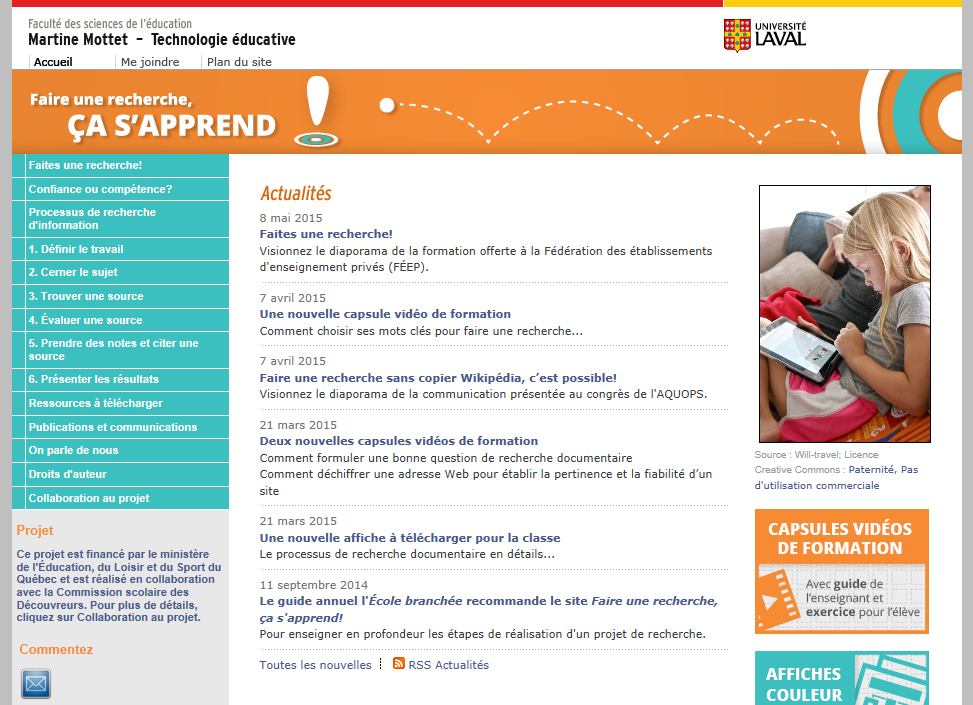 Faculté des sciences de l'éducation
Martine Mottet – Technologie éducative
UNIVERSITÉ
LAVAL
Accueil
Me joindre
Plan du site
Faire une recherche,
ÇA S'APPREND
Faites une recherche!
Confiance ou compétence?
Processus de recherche
d'information
1. Définir le travail
2. Cerner le sujet
3. Trouver une source
4. Évaluer une source
5. Prendre des notes et citer une
source
6. Présenter les résultats
Ressources à télécharger
Publications et communications
On parle de nous
Droits d'auteur
Collaboration au projet
Projet
Ce projet est financé par le ministère
de l'Éducation, du Loisir et du Sport du
Québec et est réalisé en collaboration
avec la Commission scolaire des
Découvreurs. Pour plus de détails,
cliquez sur Collaboration au projet.
Commentez
Actualités
8 mai 2015
Faites une recherche!
Visionnez le diaporama de la formation offerte à la Fédération des établissements
d'enseignement privés (FÉEP).
7 avril 2015
Une nouvelle capsule vidéo de formation
Comment choisir ses mots clés pour faire une recherche...
7 avril 2015
Faire une recherche sans copier Wikipédia, c'est possible!
Visionnez le diaporama de la communication présentée au congrès de l'AQUOPS.
21 mars 2015
Deux nouvelles capsules vidéos de formation
Comment formuler une bonne question de recherche documentaire
Comment déchiffrer une adresse Web pour établir la pertinence et la fiabilité d'un
site
21 mars 2015
Une nouvelle affiche à télécharger pour la classe
Le processus de recherche documentaire en détails...
11 septembre 2014
Le guide annuel l'École branchée recommande le site Faire une recherche,
ça s'apprend!
Pour enseigner en profondeur les étapes de réalisation d'un projet de recherche.
Toutes les nouvelles
RSS Actualités
Source : Will-travel; Licence
Creative Commons : Paternité, Pas
d'utilisation commerciale
CAPSULES VIDÉOS
DE FORMATION
Avec guide de
l'enseignant et
exercice pour l'élève
AFFICHES
COULEUR